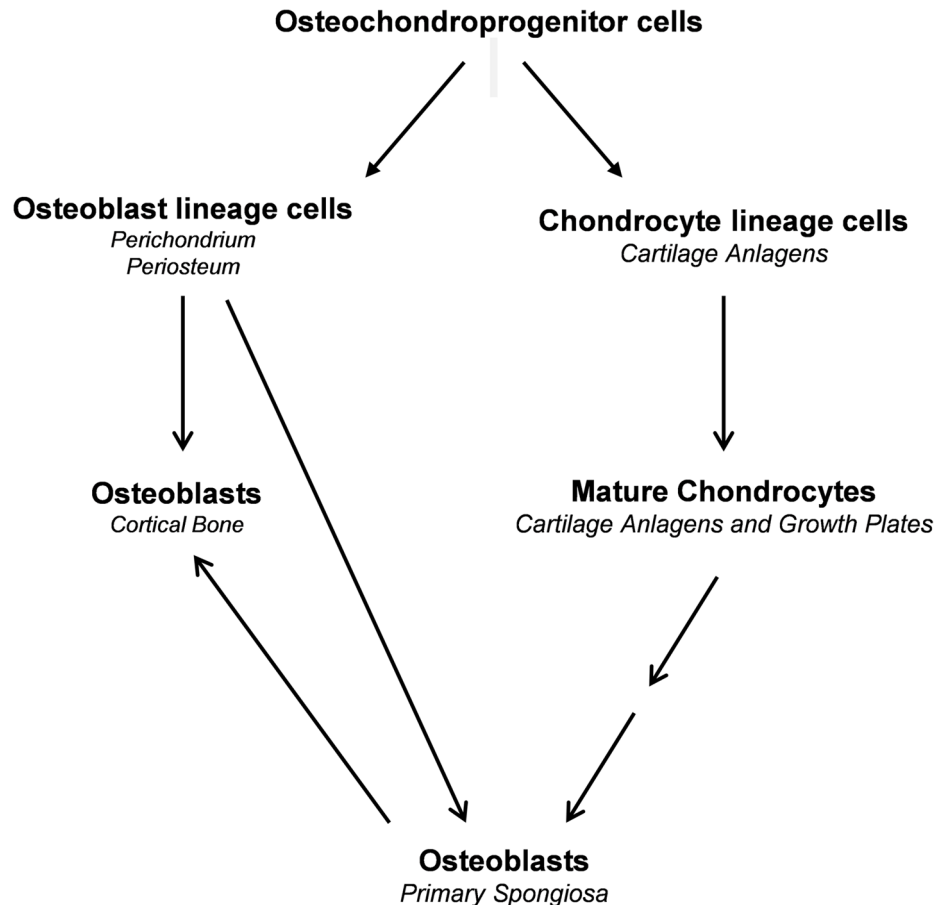 Osteochondroprogenitor cells
Osteoblast lineage cells
Perichondrium
Periosteum
Chondrocyte lineage cells
Cartilage Anlagens
Osteoblasts
Cortical Bone
Mature Chondrocytes
Cartilage Anlagens and Growth Plates
Osteoblasts
Primary Spongiosa